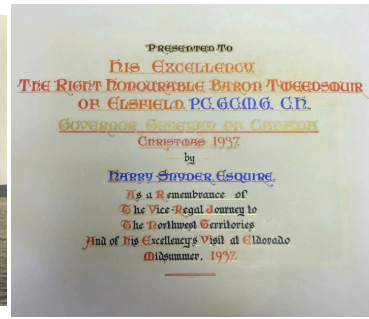 Presented To
His Excellency
The Right Honourable Baron Tweedsmuir
of Elsfield, P.C., G.C.M.G., C.H.,
Governor General of Canada
Christmas 1937.
by
Harry Snyder, Esquire,
As a Remembrance of
The Vice-Regal Journey to
The Northwest Territories
And of His Excellency's Visit at Eldorado
Midsummer, 1937.